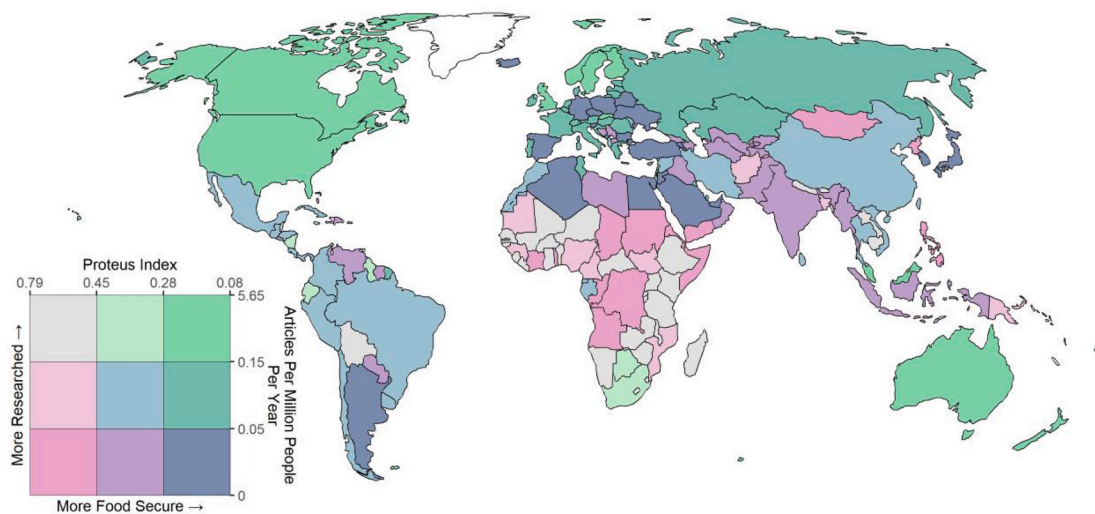 Proteus Index
0.79 0.45 0.28 0.08
5.65
0.15
0.05
0
Articles Per Million People
Per Year
More Researched →
More Food Secure →